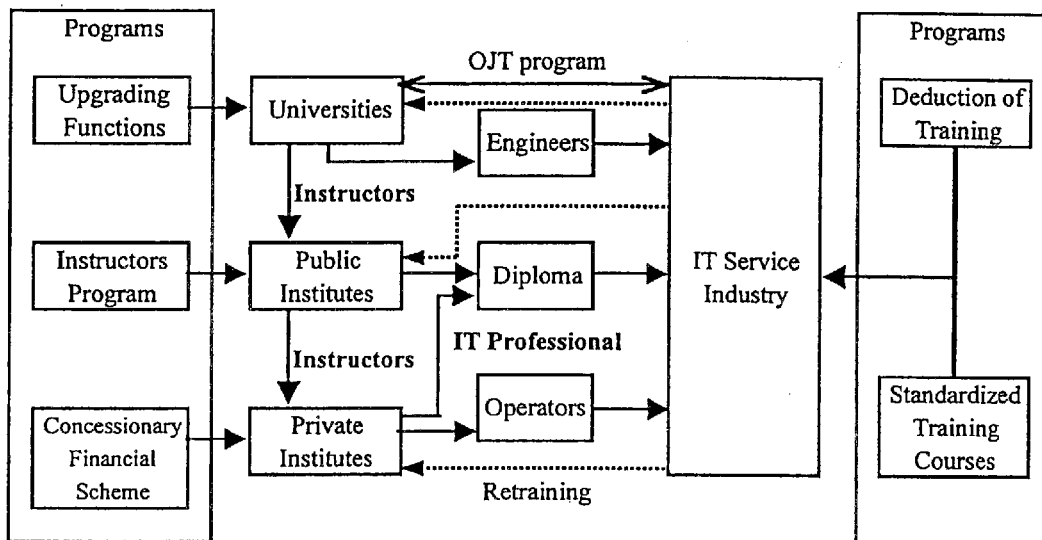 Programs
Upgrading
Functions
Instructors
Program
Concessionary
Financial
Scheme
Universities
Instructors
Public
Institutes
Instructors
Private
Institutes
OJT program
Engineers
Diploma
IT Professional
Operators
Retraining
IT Service
Industry
Programs
Deduction of
Training
Standardized
Training
Courses